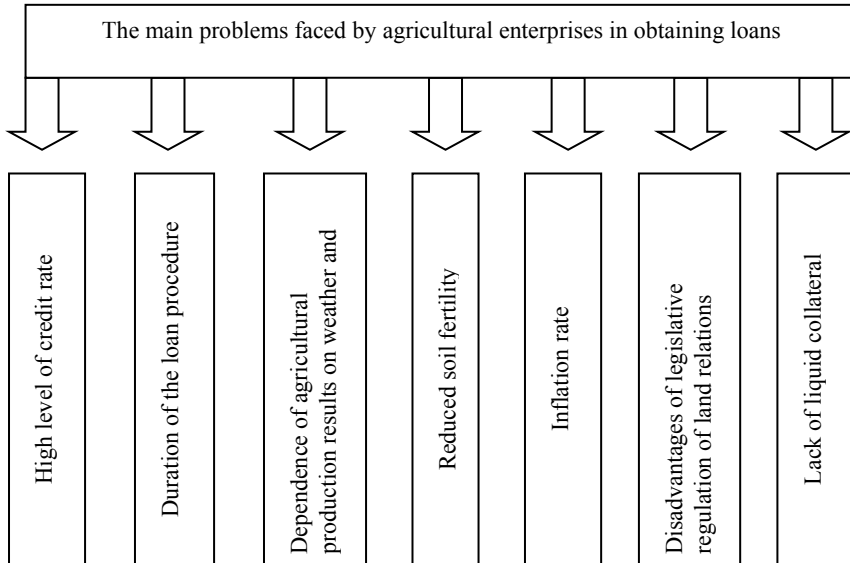 The main problems faced by agricultural enterprises in obtaining loans
High level of credit rate
Duration of the loan procedure
Dependence of agricultural
production results on weather and
Reduced soil fertility
Inflation rate
Disadvantages of legislative
regulation of land relations
Lack of liquid collateral